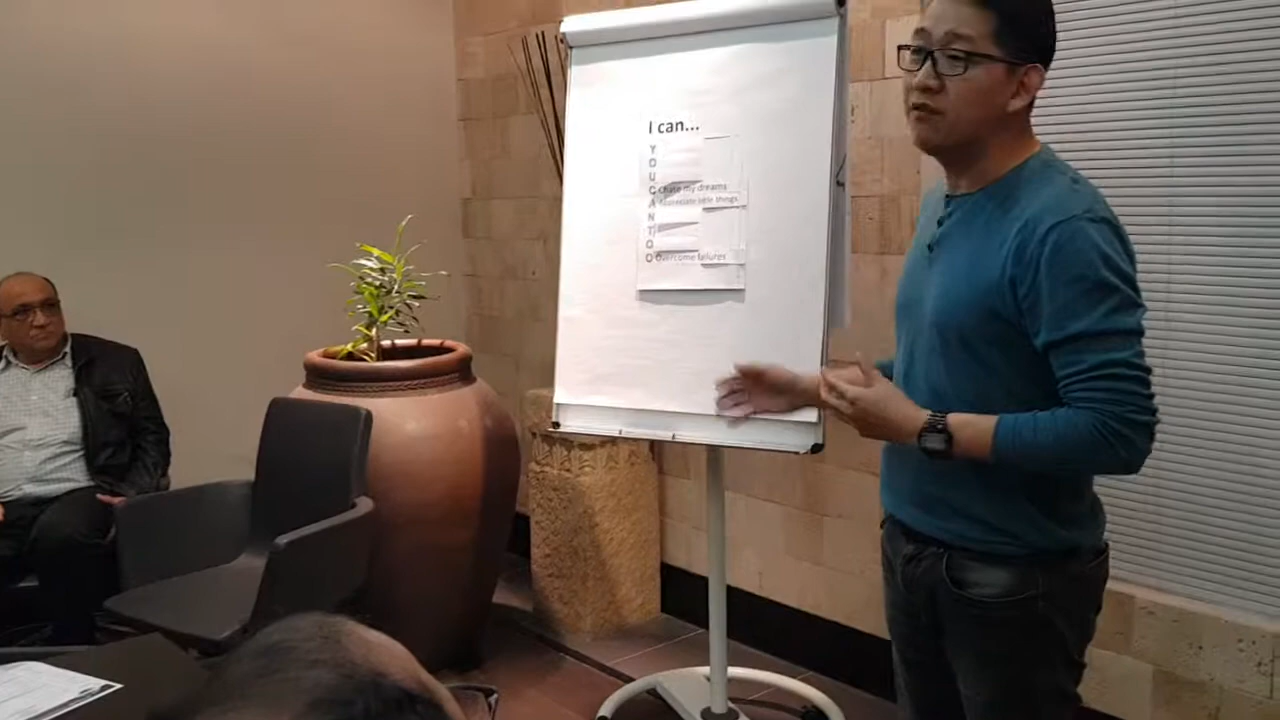 I can...
Y
O
U
C Chase my dreams
A Appreciate little things
N
T
O
O Overcome failures